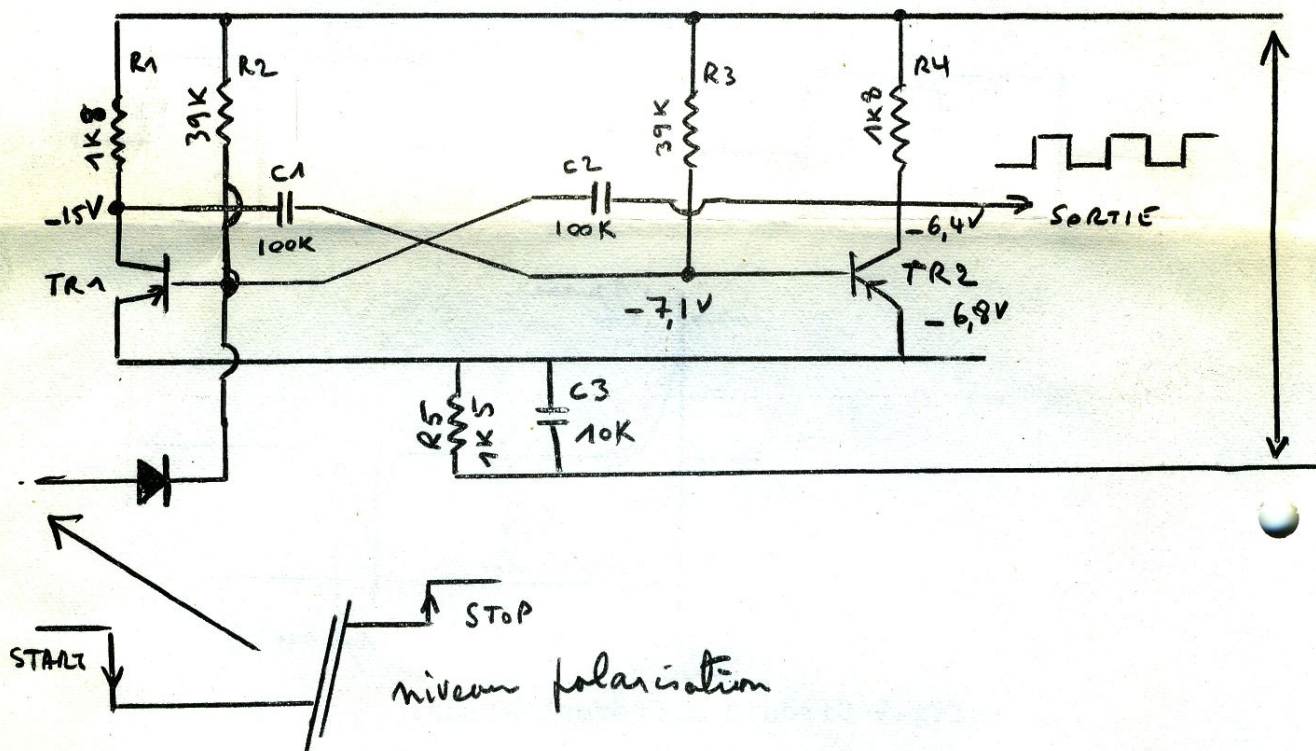 R1
1K8
R2
39K
R3
39K
R4
1K8
C1
100K
C2
100K
-15V
-6,4V
SORTIE
TR1
-7,1V
TR2
-6,8V
R5
1K5
C3
10K
START
STOP
niveau polarisation